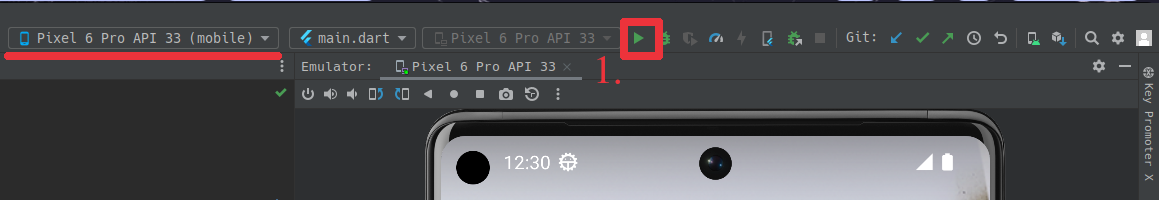 Pixel 6 Pro API 33 (mobile) main.dart Pixel 6 Pro API 33 Git:
1.
Emulator: Pixel 6 Pro API 33
12:30
Key Promoter X